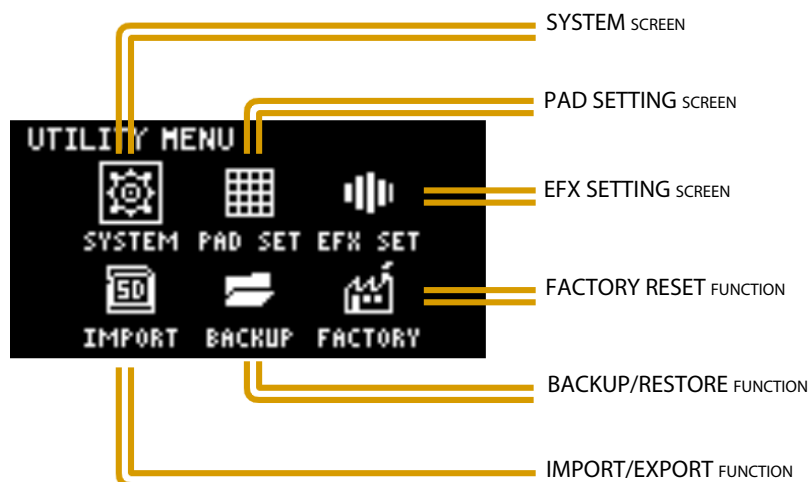 SYSTEM SCREEN
PAD SETTING SCREEN
UTILITY MENU
EFX SETTING SCREEN
SYSTEM PAD SET EFX SET
SD
FACTORY RESET FUNCTION
IMPORT BACKUP FACTORY
BACKUP/RESTORE FUNCTION
IMPORT/EXPORT FUNCTION